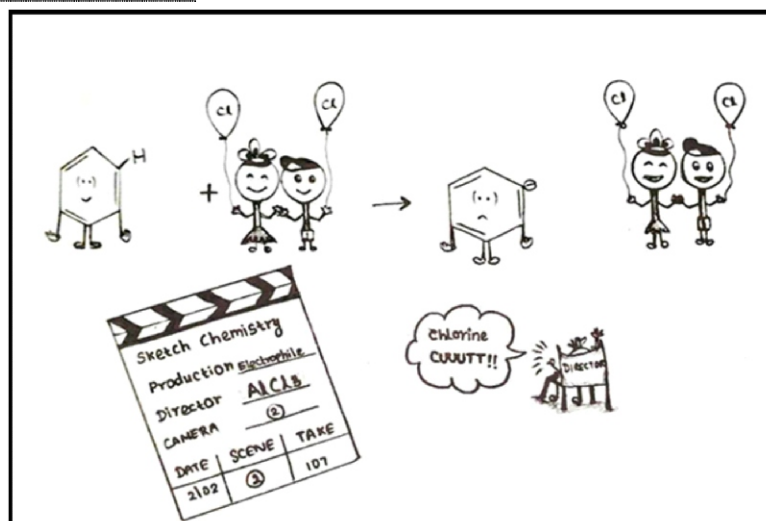 Cl Cl Cl Cl
H
+
→
⊖
Sketch Chemistry
Production Electrophile
Director AlCl3
CAMERA ②
DATE SCENE TAKE
2/02 ② 107
Chlorine
CUUUTT!!
DIRECTOR